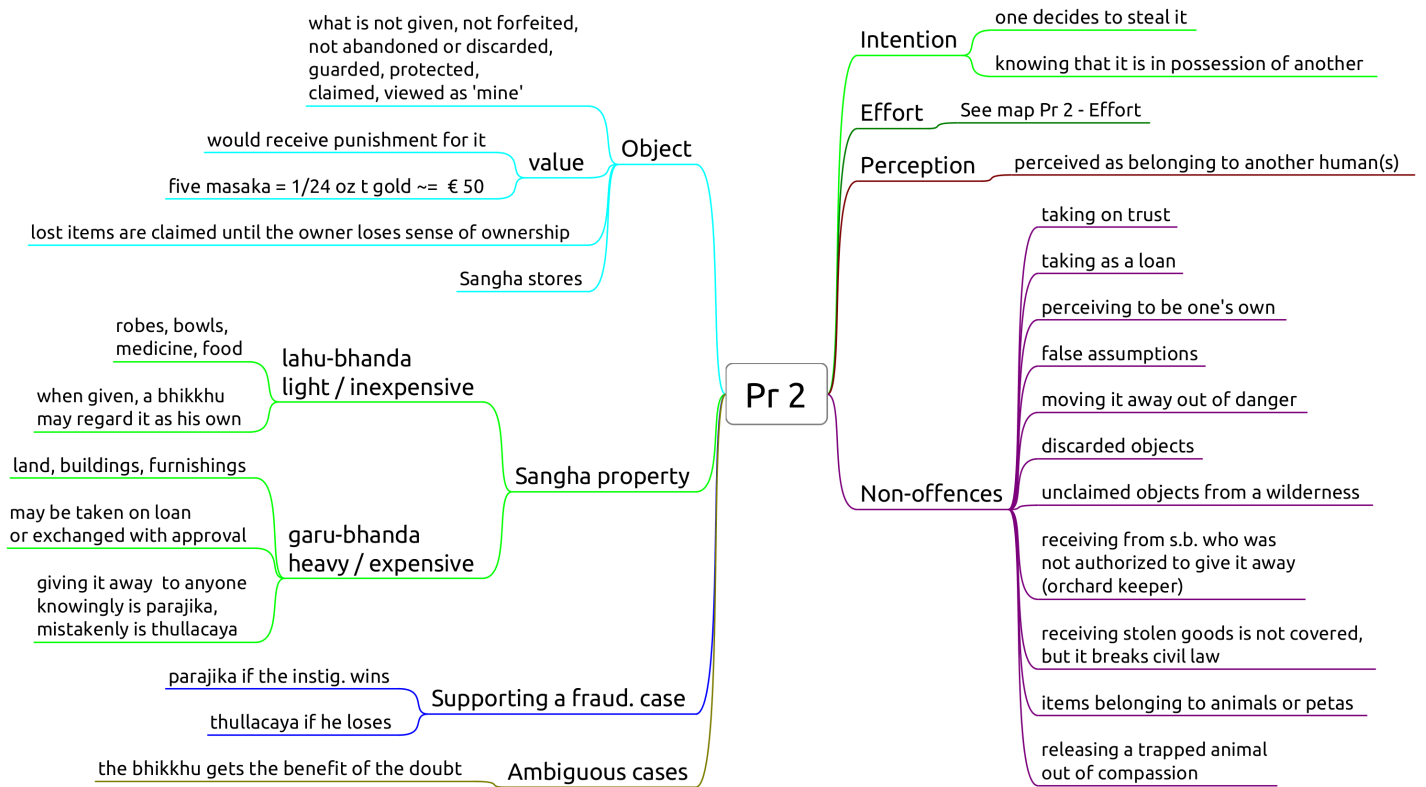 Pr 2
Intention
one decides to steal it
knowing that it is in possession of another
Effort
See map Pr 2 - Effort
Perception
perceived as belonging to another human(s)
Non-offences
taking on trust
taking as a loan
perceiving to be one's own
false assumptions
moving it away out of danger
discarded objects
unclaimed objects from a wilderness
receiving from s.b. who was
not authorized to give it away
(orchard keeper)
receiving stolen goods is not covered,
but it breaks civil law
items belonging to animals or petas
releasing a trapped animal
out of compassion
Object
what is not given, not forfeited,
not abandoned or discarded,
guarded, protected,
claimed, viewed as 'mine'
value
would receive punishment for it
five masaka = 1/24 oz t gold ~=  € 50
lost items are claimed until the owner loses sense of ownership
Sangha stores
Sangha property
lahu-bhanda
light / inexpensive
robes, bowls,
medicine, food
when given, a bhikkhu
may regard it as his own
garu-bhanda
heavy / expensive
land, buildings, furnishings
may be taken on loan
or exchanged with approval
giving it away  to anyone
knowingly is parajika,
mistakenly is thullacaya
Supporting a fraud. case
parajika if the instig. wins
thullacaya if he loses
Ambiguous cases
the bhikkhu gets the benefit of the doubt